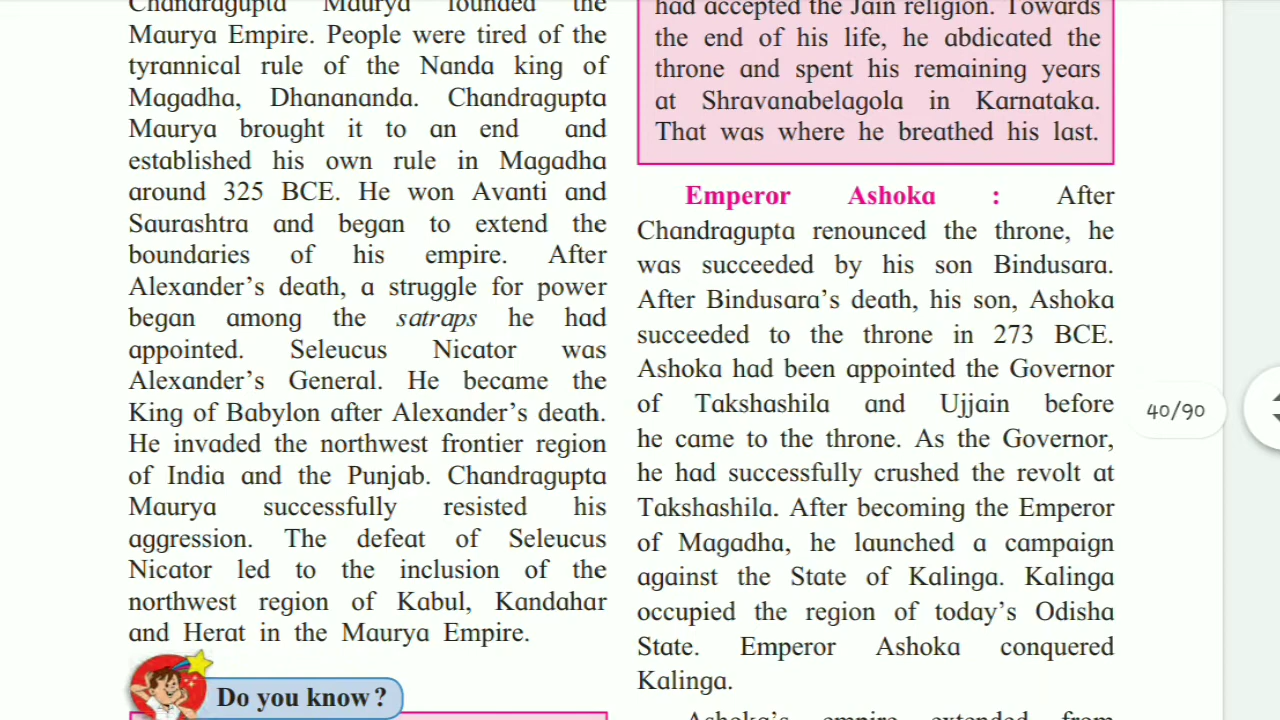 Chandragupta Maurya founded the
Maurya Empire. People were tired of the
tyrannical rule of the Nanda king of
Magadha, Dhanananda. Chandragupta
Maurya brought it to an end and
established his own rule in Magadha
around 325 BCE. He won Avanti and
Saurashtra and began to extend the
boundaries of his empire. After
Alexander's death, a struggle for power
began among the satraps he had
appointed. Seleucus Nicator was
Alexander's General. He became the
King of Babylon after Alexander's death.
He invaded the northwest frontier region
of India and the Punjab. Chandragupta
Maurya successfully resisted his
aggression. The defeat of Seleucus
Nicator led to the inclusion of the
northwest region of Kabul, Kandahar
and Herat in the Maurya Empire.
Do you know?
had accepted the Jain religion. Towards
the end of his life, he abdicated the
throne and spent his remaining years
at Shravanabelagola in Karnataka.
That was where he breathed his last.
Emperor Ashoka : After
Chandragupta renounced the throne, he
was succeeded by his son Bindusara.
After Bindusara's death, his son, Ashoka
succeeded to the throne in 273 BCE.
Ashoka had been appointed the Governor
of Takshashila and Ujjain before
he came to the throne. As the Governor,
he had successfully crushed the revolt at
Takshashila. After becoming the Emperor
of Magadha, he launched a campaign
against the State of Kalinga. Kalinga
occupied the region of today's Odisha
State. Emperor Ashoka conquered
Kalinga.
Ashoka's empire extended from
40/90